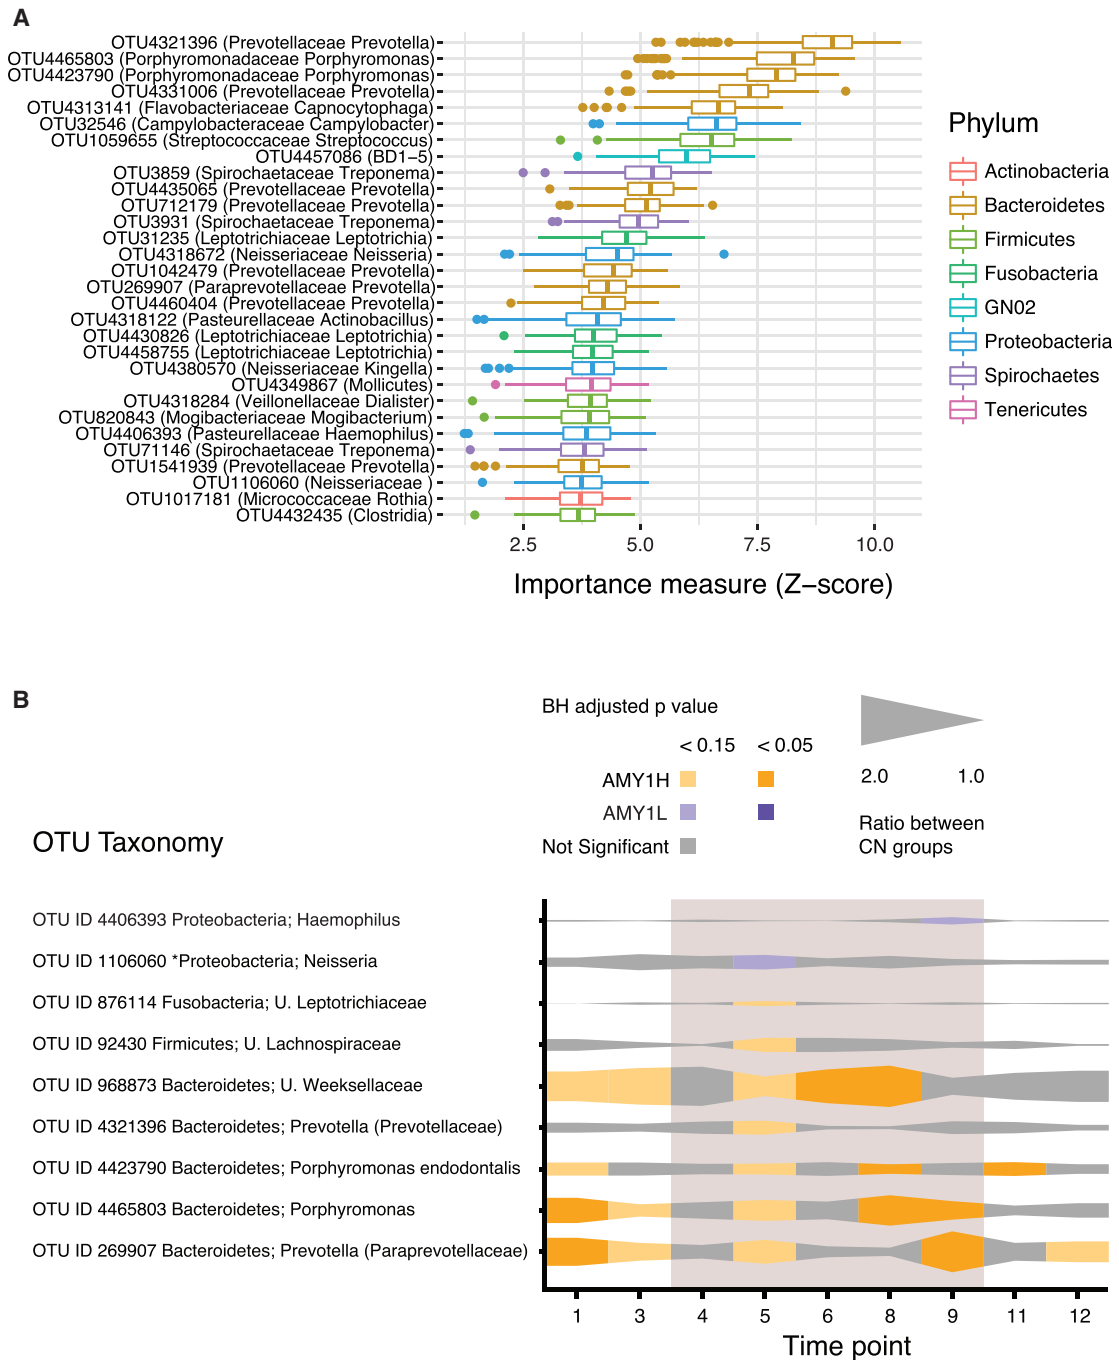 A
OTU4321396 (Prevotellaceae Prevotella)
OTU4465803 (Porphyromonadaceae Porphyromonas)
OTU4423790 (Porphyromonadaceae Porphyromonas)
OTU4331006 (Prevotellaceae Prevotella)
OTU4313141 (Flavobacteriaceae Capnocytophaga)
OTU32546 (Campylobacteraceae Campylobacter)
OTU1059655 (Streptococcaceae Streptococcus)
OTU4457086 (BD1−5)
OTU3859 (Spirochaetaceae Treponema)
OTU4435065 (Prevotellaceae Prevotella)
OTU712179 (Prevotellaceae Prevotella)
OTU3931 (Spirochaetaceae Treponema)
OTU31235 (Leptotrichiaceae Leptotrichia)
OTU4318672 (Neisseriaceae Neisseria)
OTU1042479 (Prevotellaceae Prevotella)
OTU269907 (Paraprevotellaceae Prevotella)
OTU4460404 (Prevotellaceae Prevotella)
OTU4318122 (Pasteurellaceae Actinobacillus)
OTU4430826 (Leptotrichiaceae Leptotrichia)
OTU4458755 (Leptotrichiaceae Leptotrichia)
OTU4380570 (Neisseriaceae Kingella)
OTU4349867 (Mollicutes)
OTU4318284 (Veillonellaceae Dialister)
OTU820843 (Mogibacteriaceae Mogibacterium)
OTU4406393 (Pasteurellaceae Haemophilus)
OTU71146 (Spirochaetaceae Treponema)
OTU1541939 (Prevotellaceae Prevotella)
OTU1106060 (Neisseriaceae )
OTU1017181 (Micrococcaceae Rothia)
OTU4432435 (Clostridia)
2.5 5.0 7.5 10.0
Importance measure (Z−score)
Phylum
Actinobacteria
Bacteroidetes
Firmicutes
Fusobacteria
GN02
Proteobacteria
Spirochaetes
Tenericutes
B
BH adjusted p value
< 0.15 < 0.05
AMY1H
AMY1L
Not Significant
2.0 1.0
Ratio between
CN groups
OTU Taxonomy
OTU ID 4406393 Proteobacteria; Haemophilus
OTU ID 1106060 *Proteobacteria; Neisseria
OTU ID 876114 Fusobacteria; U. Leptotrichiaceae
OTU ID 92430 Firmicutes; U. Lachnospiraceae
OTU ID 968873 Bacteroidetes; U. Weeksellaceae
OTU ID 4321396 Bacteroidetes; Prevotella (Prevotellaceae)
OTU ID 4423790 Bacteroidetes; Porphyromonas endodontalis
OTU ID 4465803 Bacteroidetes; Porphyromonas
OTU ID 269907 Bacteroidetes; Prevotella (Paraprevotellaceae)
1 3 4 5 6 8 9 11 12
Time point